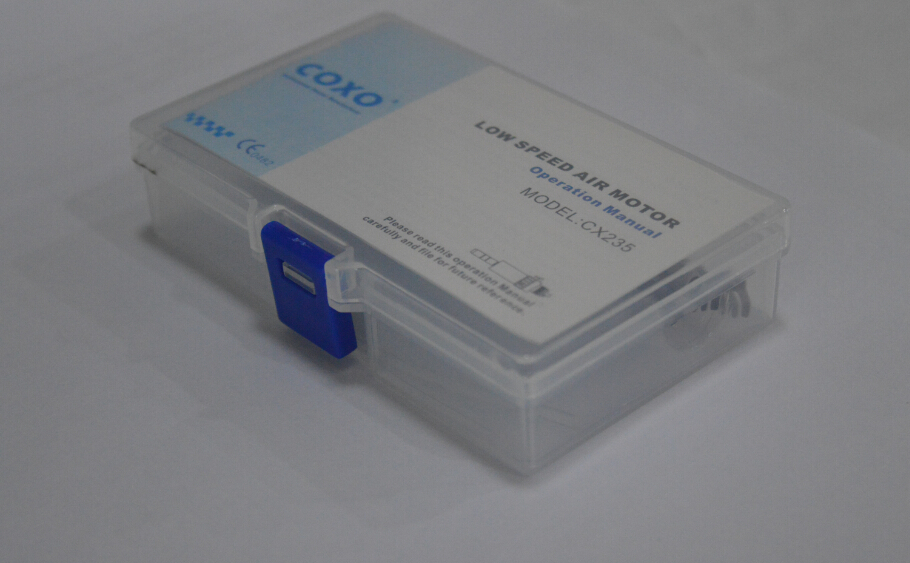 COXO
CE0482
LOW SPEED AIR MOTOR
Operation Manual
MODEL:CX235
Please read this operation Manual
carefully and file for future reference.